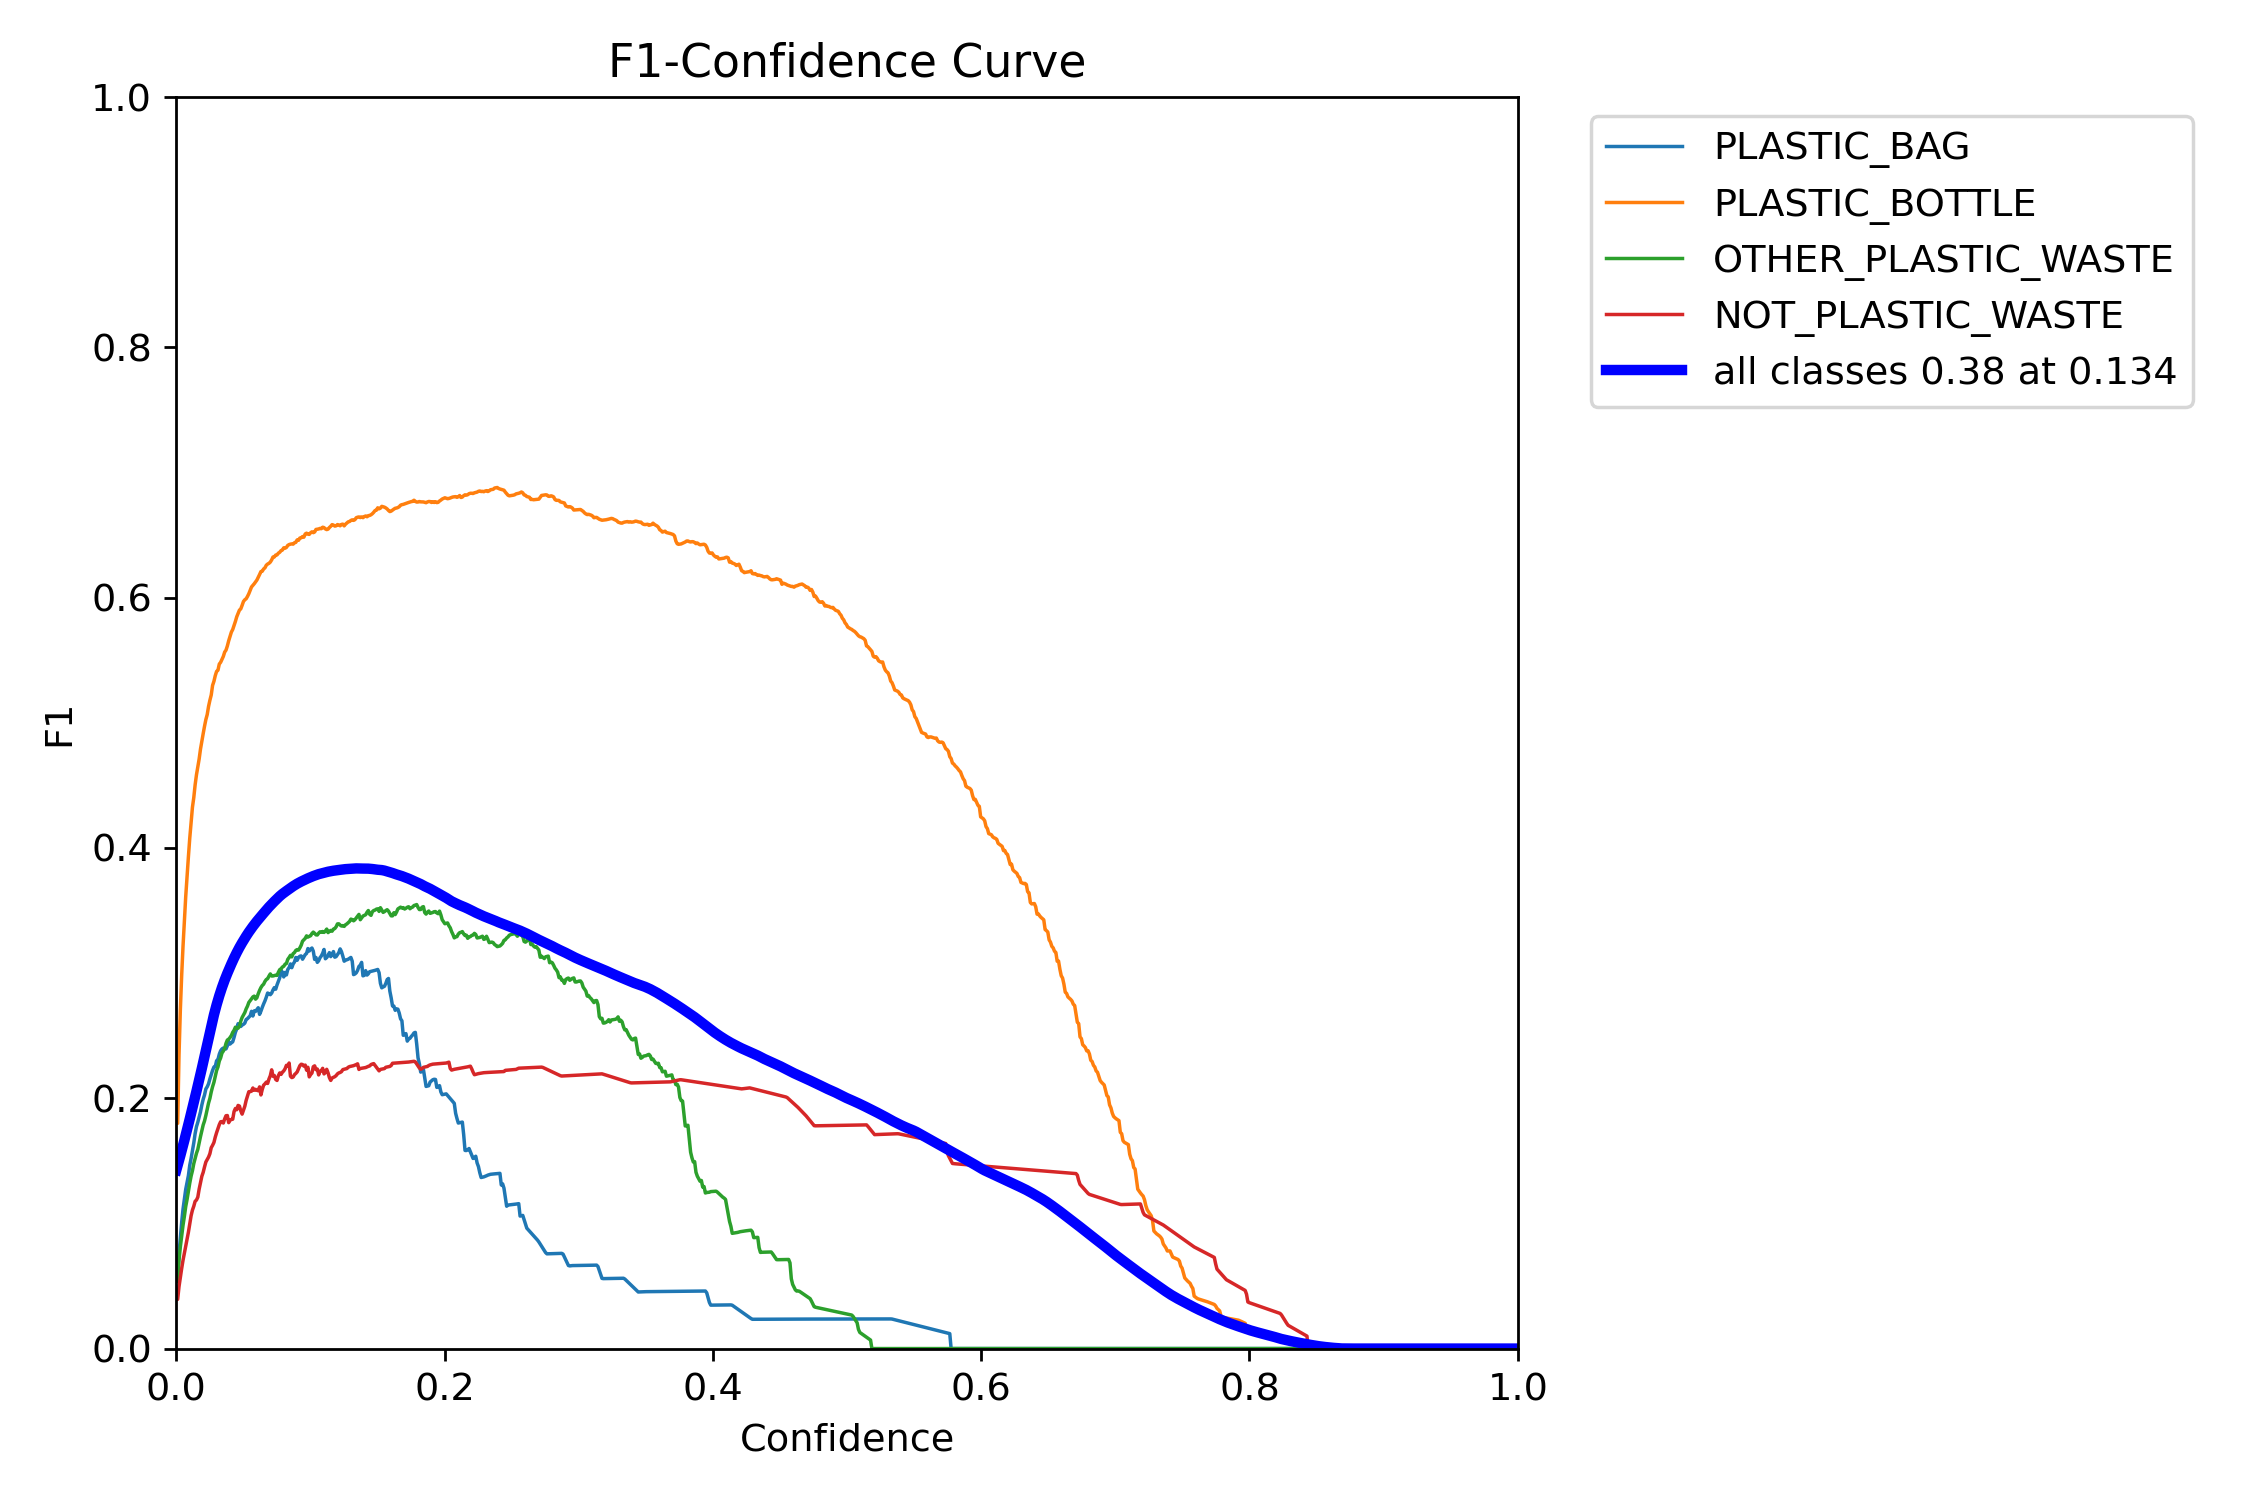 F1-Confidence Curve
1.0
0.8
0.6
0.4
0.2
0.0
F1
0.0 0.2 0.4 0.6 0.8 1.0
Confidence
PLASTIC_BAG
PLASTIC_BOTTLE
OTHER_PLASTIC_WASTE
NOT_PLASTIC_WASTE
all classes 0.38 at 0.134